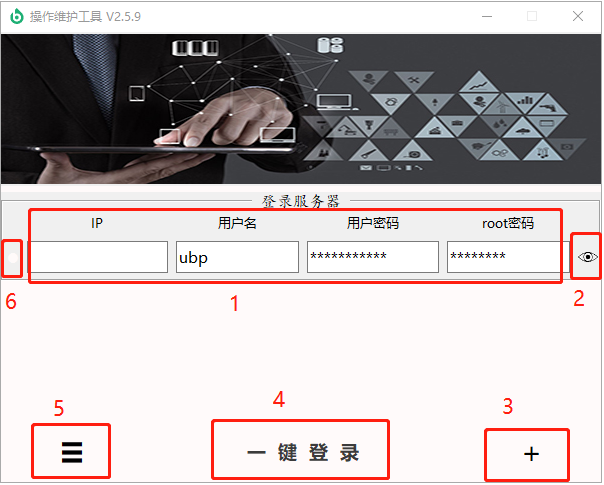 操作维护工具 V2.5.9
登录服务器
IP 用户名 用户密码 root密码
ubp *********** ********
6 1 2
5 4 3
☰ 一键登录 +